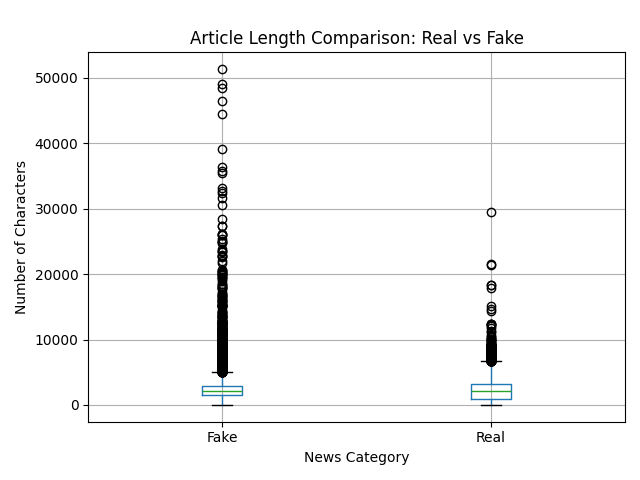 Article Length Comparison: Real vs Fake
50000
40000
30000
20000
10000
0
Number of Characters
Fake
Real
News Category